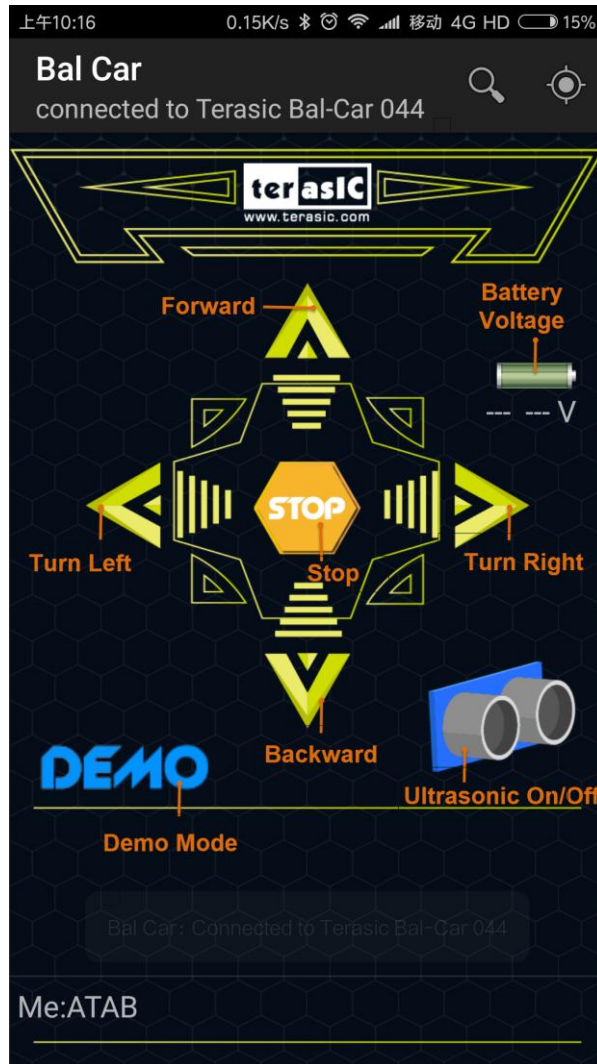 上午10:16 0.15K/s 移动 4G HD 15%
Bal Car
connected to Terasic Bal-Car 044
terasIC
www.terasic.com
Forward
Battery
Voltage
--- --- V
STOP
Turn Left
Stop
Turn Right
Backward
DEMO
Ultrasonic On/Off
Demo Mode
Bal Car: Connected to Terasic Bal-Car 044
Me:ATAB